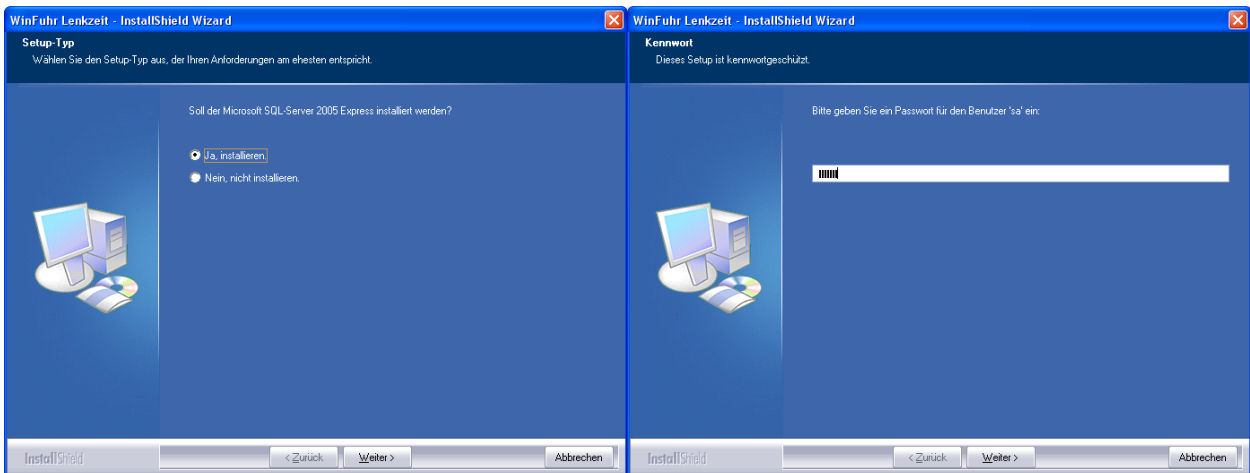 WinFuhr Lenkzeit - InstallShield Wizard
Setup-Typ
Wählen Sie den Setup-Typ aus, der Ihren Anforderungen am ehesten entspricht.
Soll der Microsoft SQL-Server 2005 Express installiert werden?
Ja, installieren.
Nein, nicht installieren.
InstallShield
< Zurück
Weiter >
Abbrechen
WinFuhr Lenkzeit - InstallShield Wizard
Kennwort
Dieses Setup ist kennwortgeschützt.
Bitte geben Sie ein Passwort für den Benutzer 'sa' ein:
InstallShield
< Zurück
Weiter >
Abbrechen